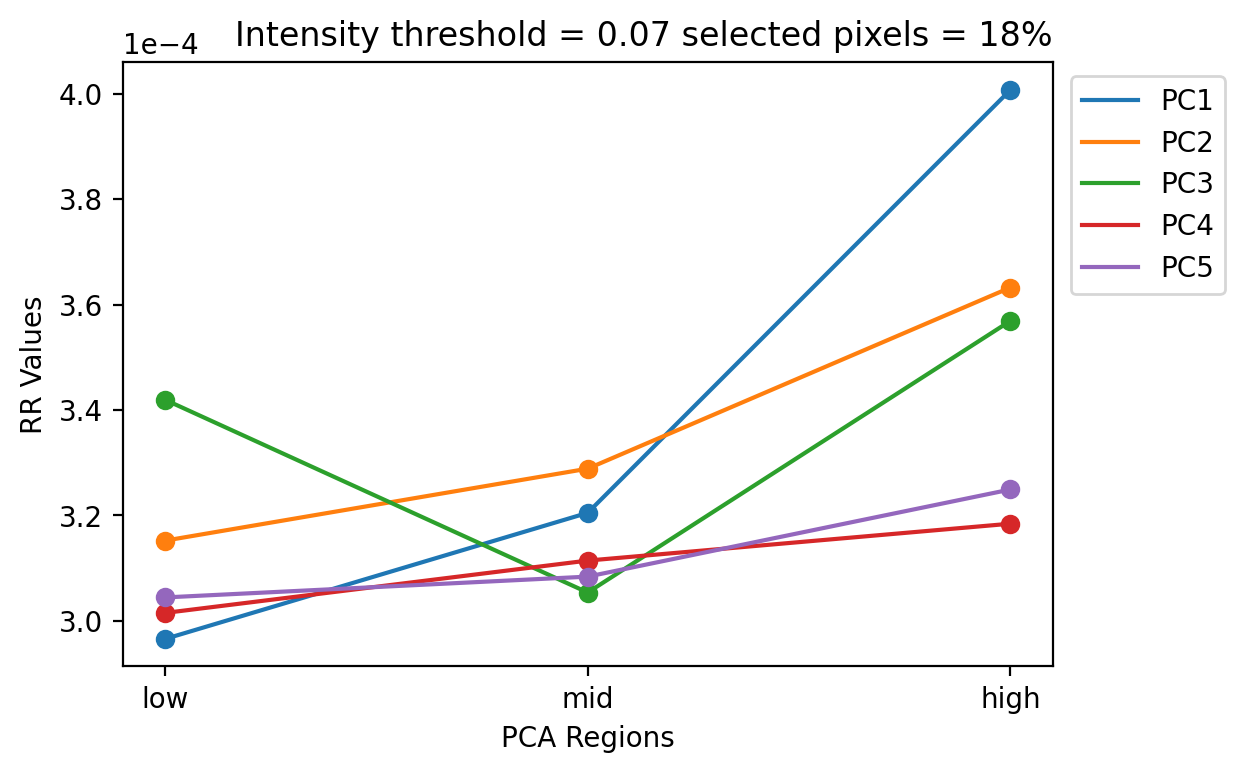 1e−4
Intensity threshold = 0.07 selected pixels = 18%
4.0
3.8
3.6
3.4
3.2
3.0
RR Values
low
mid
high
PCA Regions
PC1
PC2
PC3
PC4
PC5